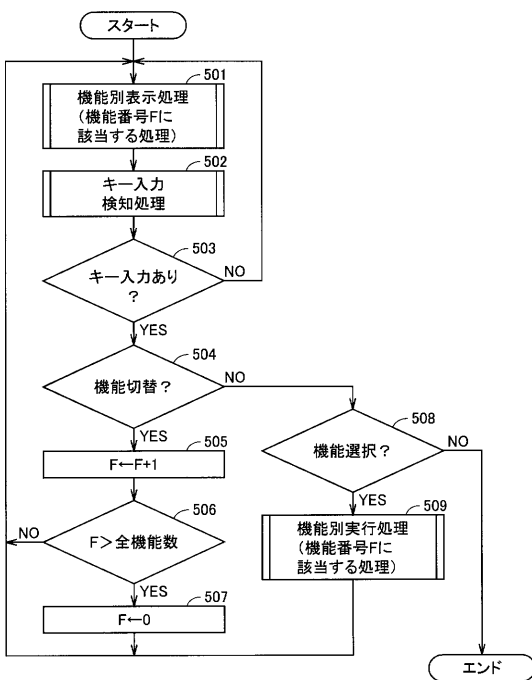 スタート
501
機能別表示処理
(機能番号Fに
該当する処理)
502
キー入力
検知処理
503
キー入力あり
?
NO
YES
504
機能切替?
NO
YES
505
F←F+1
506
F>全機能数
NO
YES
507
F←0
508
機能選択?
NO
YES
509
機能別実行処理
(機能番号Fに
該当する処理)
エンド